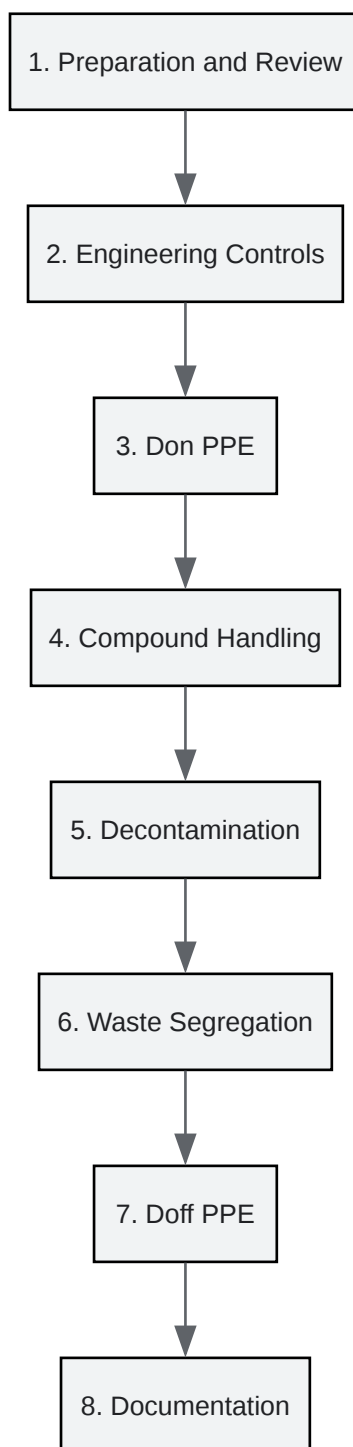 1. Preparation and Review
2. Engineering Controls
3. Don PPE
4. Compound Handling
5. Decontamination
6. Waste Segregation
7. Doff PPE
8. Documentation